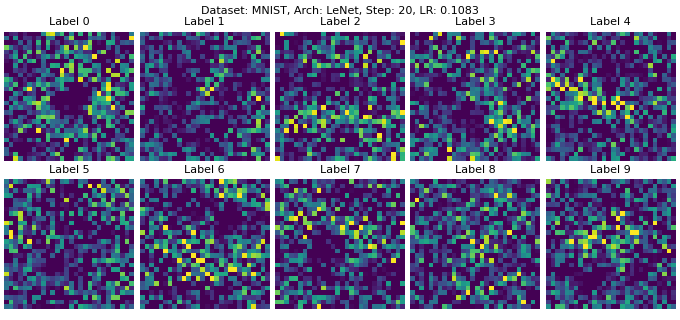 Dataset: MNIST, Arch: LeNet, Step: 20, LR: 0.1083
Label 0 Label 1 Label 2 Label 3 Label 4
Label 5 Label 6 Label 7 Label 8 Label 9